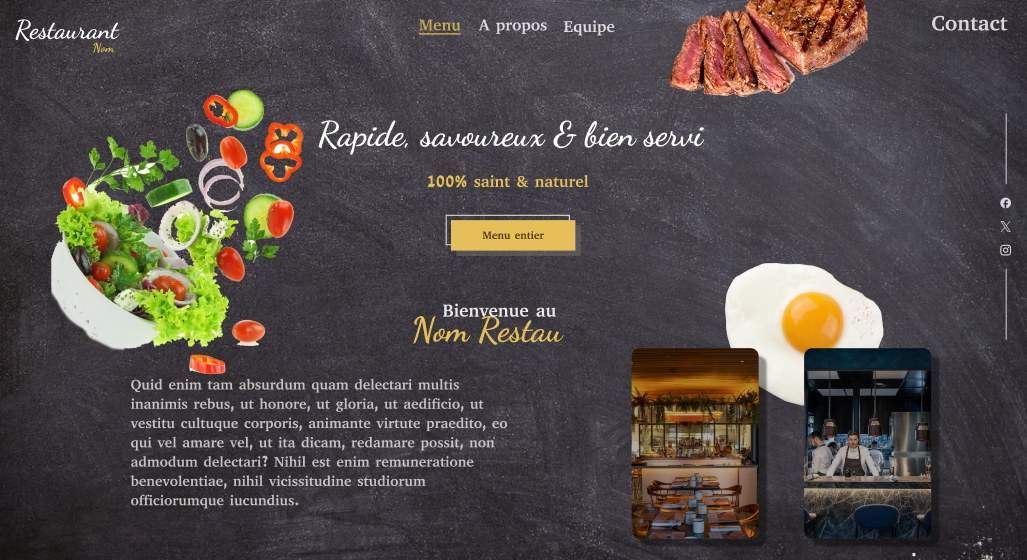 Restaurant
Nom
Menu
A propos
Equipe
Contact
Rapide, savoureux & bien servi
100% saint & naturel
Menu entier
Bienvenue au
Nom Restau
Quid enim tam absurdum quam delectari multis
inanimis rebus, ut honore, ut gloria, ut aedificio, ut
vestitu cultuque corporis, animante virtute praedito, eo
qui vel amare vel, ut ita dicam, redamare possit, non
admodum delectari? Nihil est enim remuneratione
benevolentiae, nihil vicissitudine studiorum
officiorumque iucundius.